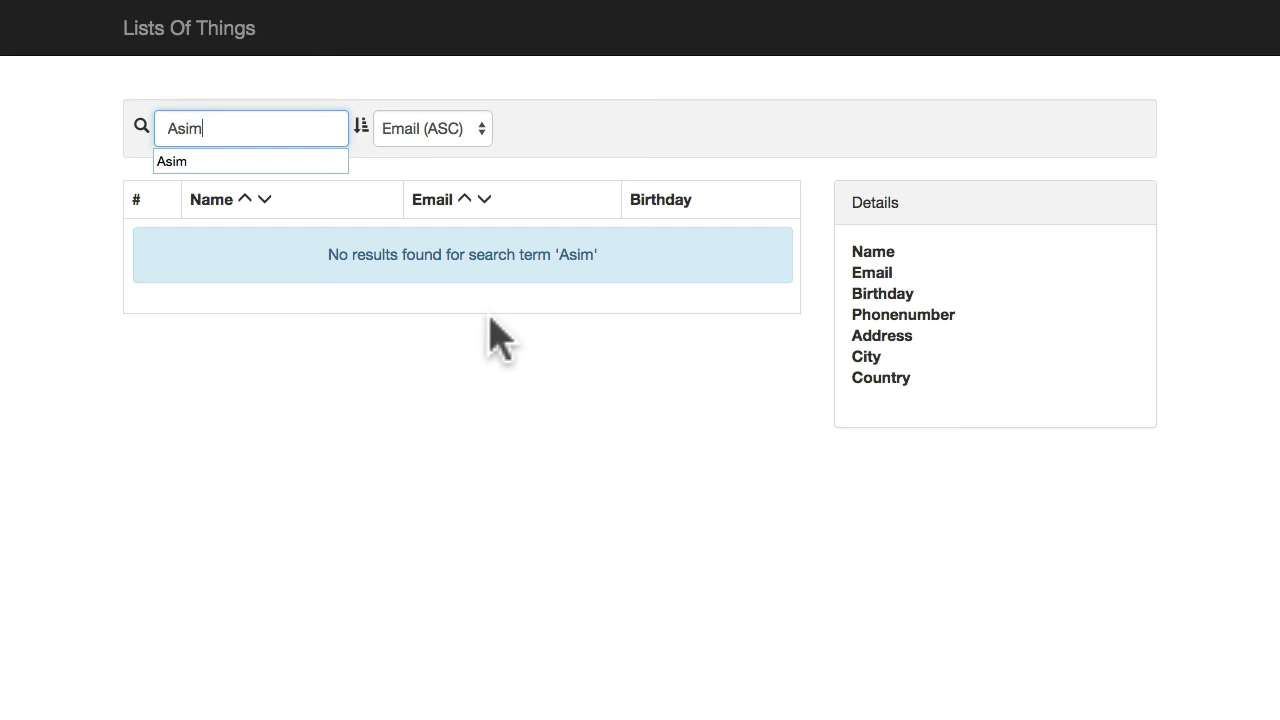 Lists Of Things
Asim
Email (ASC)
Asim
# Name Email Birthday
No results found for search term 'Asim'
Details
Name
Email
Birthday
Phonenumber
Address
City
Country